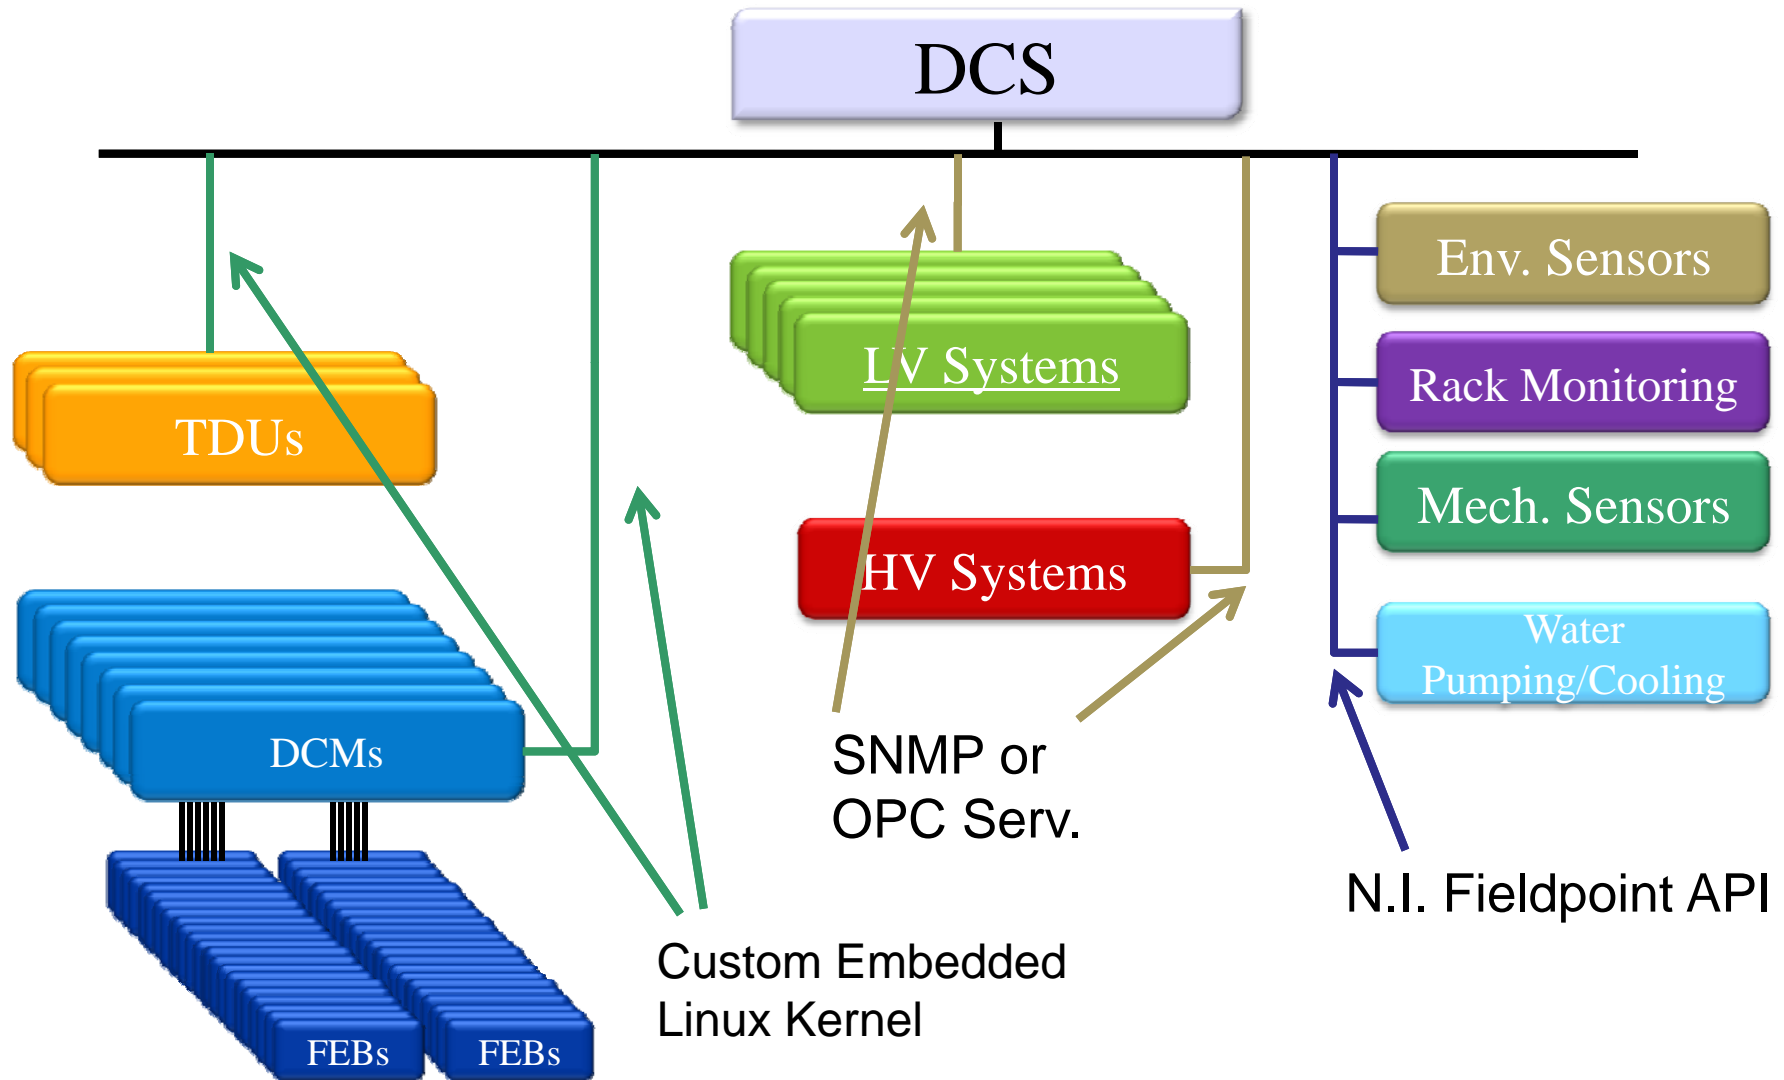 DCS
Env. Sensors
LV Systems
Rack Monitoring
TDUs
Mech. Sensors
HV Systems
Water
Pumping/Cooling
DCMs
SNMP or
OPC Serv.
N.I. Fieldpoint API
Custom Embedded
Linux Kernel
FEBs
FEBs